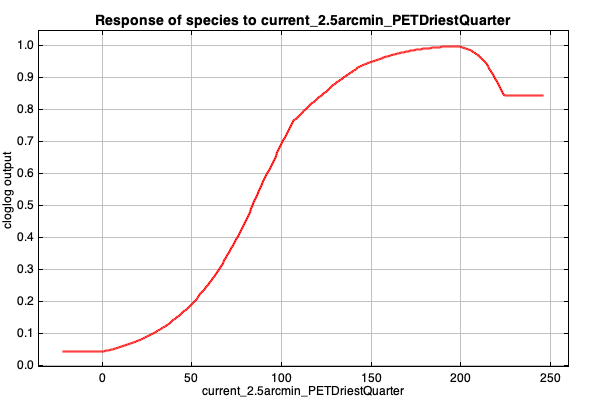 Response of species to current_2.5arcmin_PETDriestQuarter
1.0
0.9
0.8
0.7
0.6
0.5
0.4
0.3
0.2
0.1
0.0
cloglog output
0 50 100 150 200 250
current_2.5arcmin_PETDriestQuarter